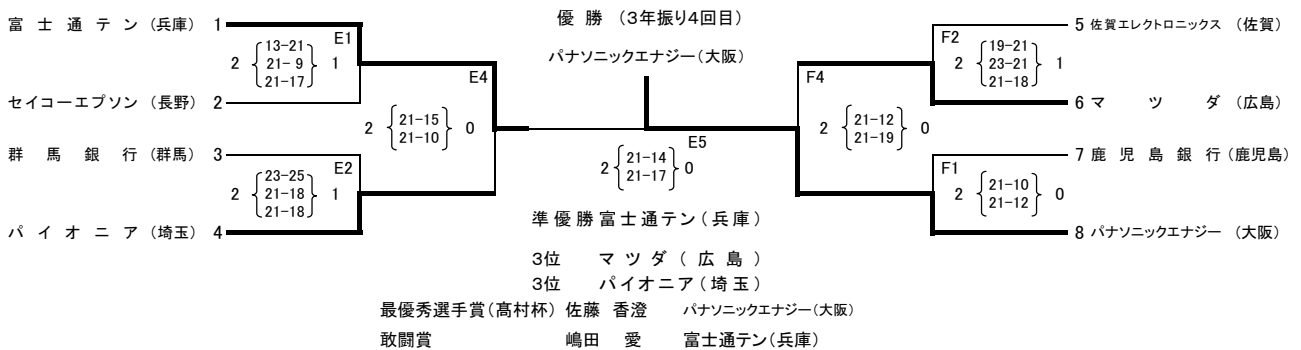 優勝（3年振り4回目）
パナソニックエナジー（大阪）
富士通テン（兵庫） 1
E1
2 13-21 21-9 21-17 1
セイコーエプソン（長野） 2
E4
2 21-15 21-10 0
群馬銀行（群馬） 3
E2
2 23-25 21-18 21-18 1
パイオニア（埼玉） 4
E5
2 21-14 21-17 0
5 佐賀エレクトロニックス（佐賀）
F2
2 19-21 23-21 21-18 1
6 マツダ（広島）
F4
2 21-12 21-19 0
7 鹿児島銀行（鹿児島）
F1
2 21-10 21-12 0
8 パナソニックエナジー（大阪）
準優勝富士通テン（兵庫）
3位 マツダ（広島）
3位 パイオニア（埼玉）
最優秀選手賞（髙村杯） 佐藤 香澄 パナソニックエナジー（大阪）
敢闘賞 嶋田 愛 富士通テン（兵庫）